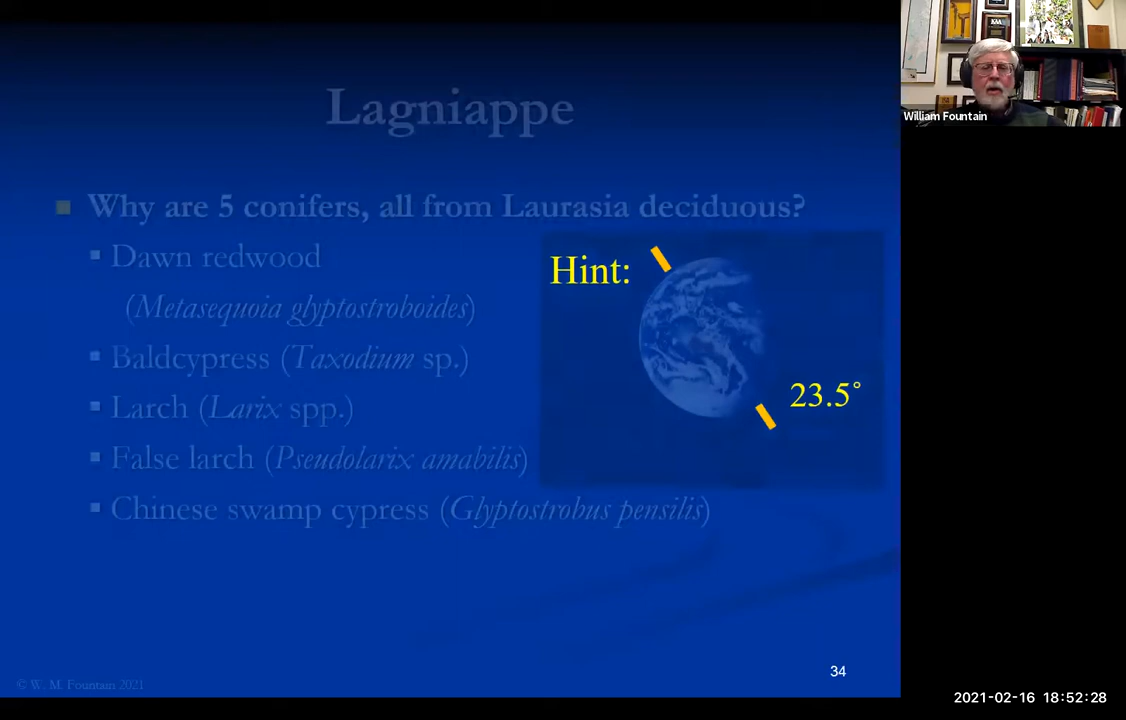 Lagniappe
Why are 5 conifers, all from Laurasia deciduous?
Dawn redwood
(Metasequoia glyptostroboides)
Baldcypress (Taxodium sp.)
Larch (Larix spp.)
False larch (Pseudolarix amabilis)
Chinese swamp cypress (Glyptostrobus pensilis)
Hint:
23.5°
34
© W. M. Fountain 2021
William Fountain
2021-02-16 18:52:28